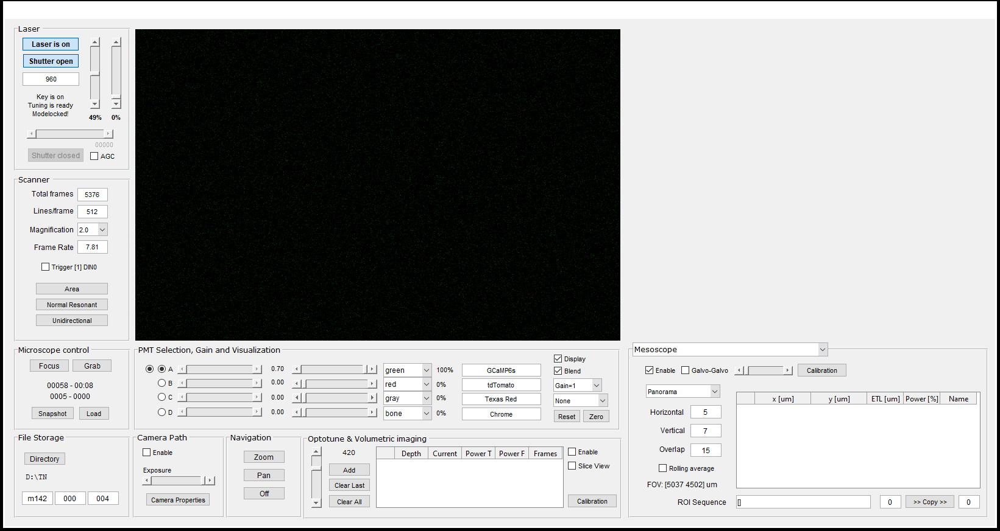 Laser
Laser is on
Shutter open
960
Key is on
Tuning is ready
Modelocked!
49% 0%
00000
Shutter closed AGC
Scanner
Total frames 5376
Lines/frame 512
Magnification 2.0
Frame Rate 7.81
Trigger [1] DIN0
Area
Normal Resonant
Unidirectional
Microscope control
Focus Grab
00058 - 00:08
0005 - 0000
Snapshot Load
PMT Selection, Gain and Visualization
A 0.70 green 100% GCaMP6s
B 0.00 red 0% tdTomato
C 0.00 gray 0% Texas Red
D 0.00 bone 0% Chrome
Display
Blend
Gain=1
None
Reset Zero
Mesoscope
Enable Galvo-Galvo Calibration
Panorama
Horizontal 5
Vertical 7
Overlap 15
Rolling average
FOV: [5037 4502] um
x [um] y [um] ETL [um] Power [%] Name
ROI Sequence [] 0 >> Copy >> 0
File Storage
Directory
D:\TN
m142 000 004
Camera Path
Enable
Exposure
Camera Properties
Navigation
Zoom
Pan
Off
Optotune & Volumetric imaging
420
Add
Clear Last
Clear All
Depth Current Power T Power F Frames
Enable
Slice View
Calibration